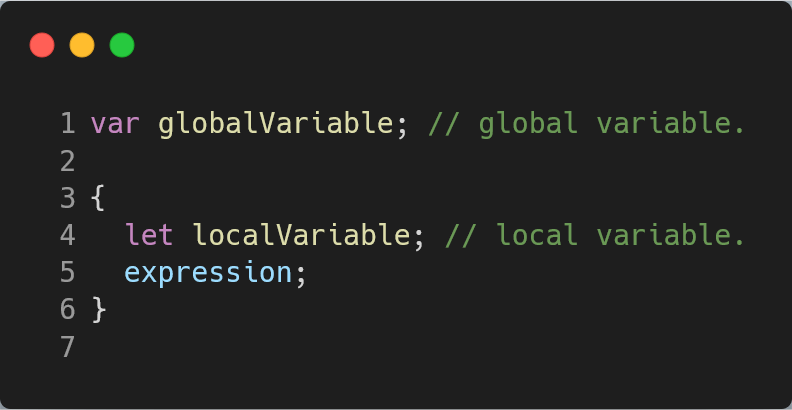 1 var globalVariable; // global variable.
2
3 {
4   let localVariable; // local variable.
5   expression;
6 }
7